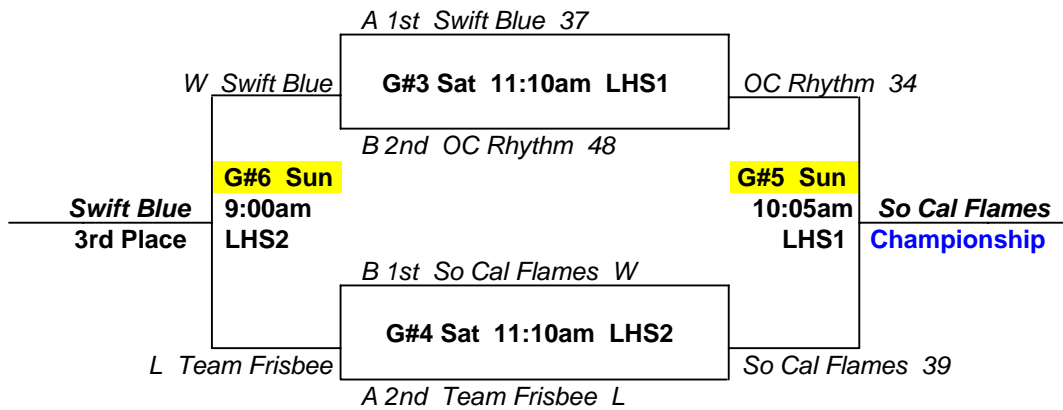 A 1st Swift Blue 37
W Swift Blue
G#3 Sat 11:10am LHS1
OC Rhythm 34
B 2nd OC Rhythm 48
G#6 Sun
G#5 Sun
Swift Blue
9:00am
10:05am
So Cal Flames
3rd Place
LHS2
LHS1
Championship
B 1st So Cal Flames W
G#4 Sat 11:10am LHS2
L Team Frisbee
So Cal Flames 39
A 2nd Team Frisbee L